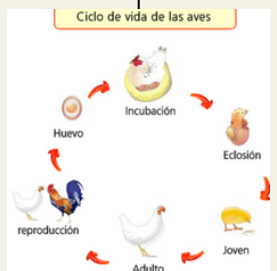 Ciclo de vida de las aves
Incubación
Huevo
Eclosión
reproducción
Joven
Adulto